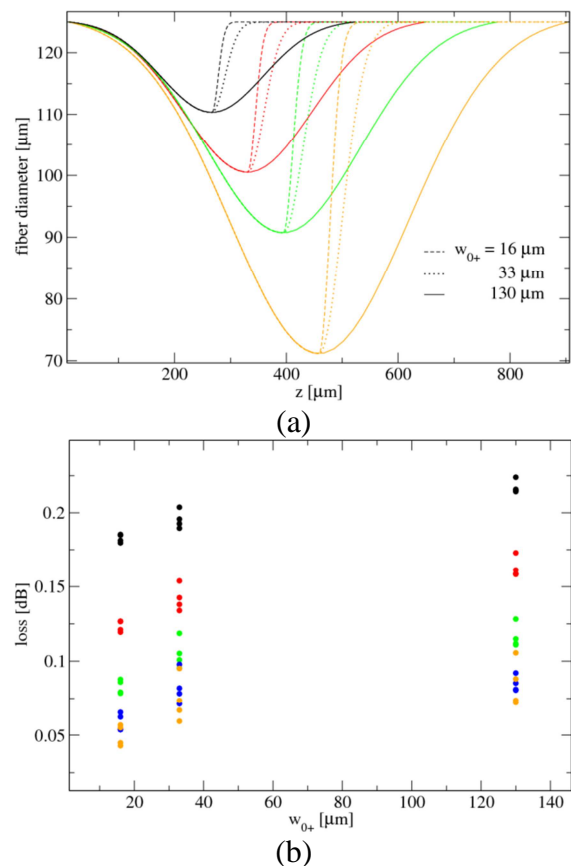 120
110
100
90
80
70
fiber diameter [μm]
w0+ = 16 μm
33 μm
130 μm
200
400
600
800
z [μm]
(a)
0.2
0.15
0.1
0.05
loss [dB]
20
40
60
80
100
120
140
w0+ [μm]
(b)